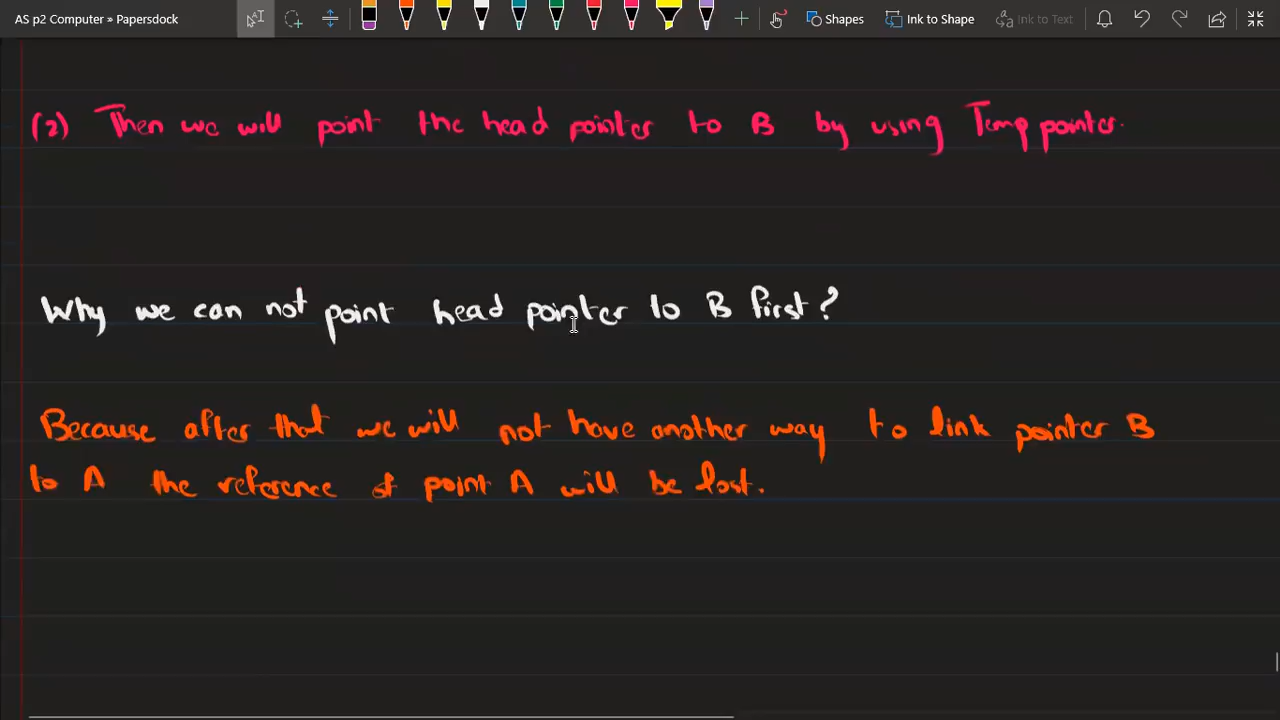 AS p2 Computer » Papersdock
Shapes
Ink to Shape
Ink to Text
(2) Then we will point the head pointer to B by using Temp pointer.
Why we can not point head pointer to B first?
Because after that we will not have another way to link pointer B
to A the reference of point A will be lost.